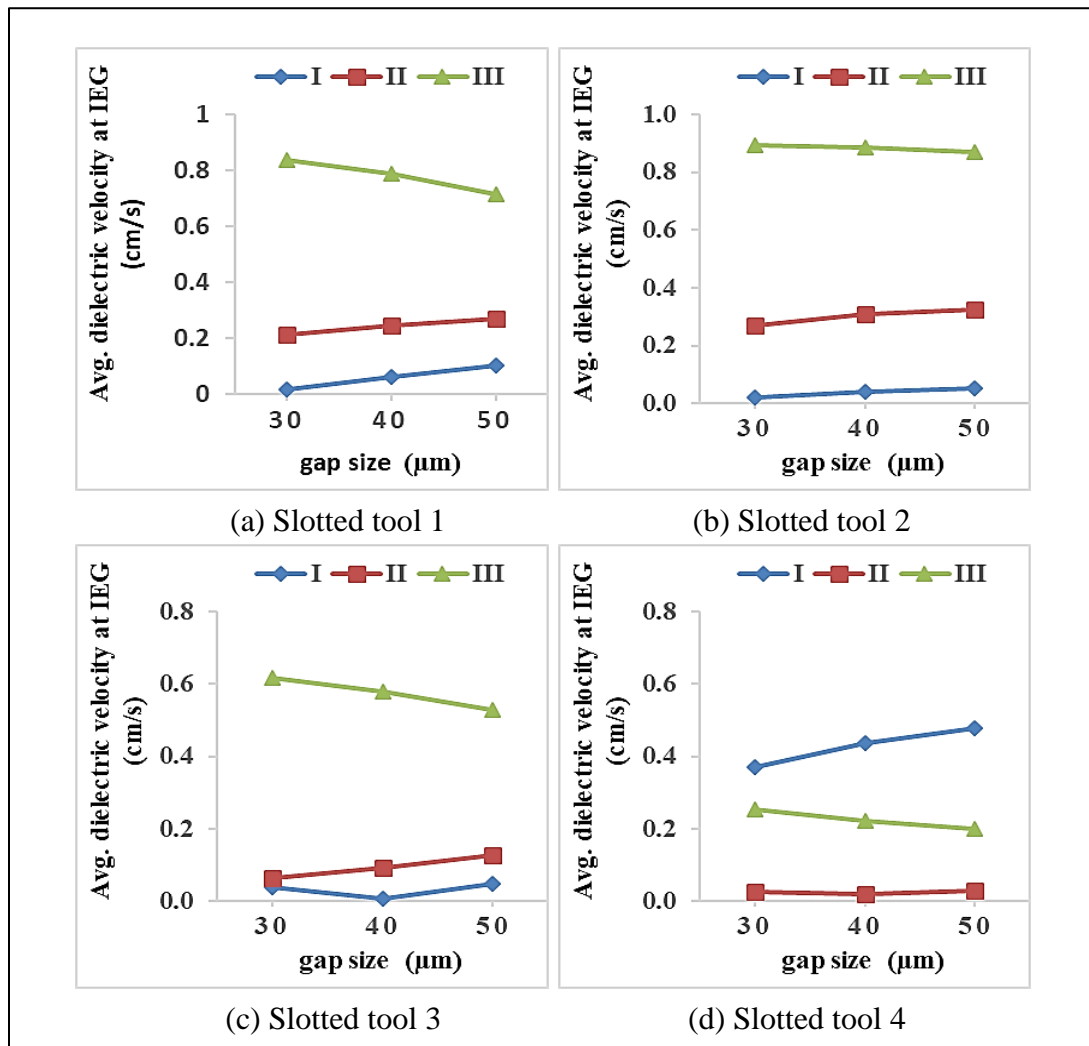 I II III
Avg. dielectric velocity at IEG
(cm/s)
1
0.8
0.6
0.4
0.2
0
30 40 50
gap size (µm)
(a) Slotted tool 1
I II III
Avg. dielectric velocity at IEG
(cm/s)
1.0
0.8
0.6
0.4
0.2
0.0
30 40 50
gap size (µm)
(b) Slotted tool 2
I II III
Avg. dielectric velocity at IEG
(cm/s)
0.8
0.6
0.4
0.2
0.0
30 40 50
gap size (µm)
(c) Slotted tool 3
I II III
Avg. dielectric velocity at IEG
(cm/s)
0.8
0.6
0.4
0.2
0.0
30 40 50
gap size (µm)
(d) Slotted tool 4